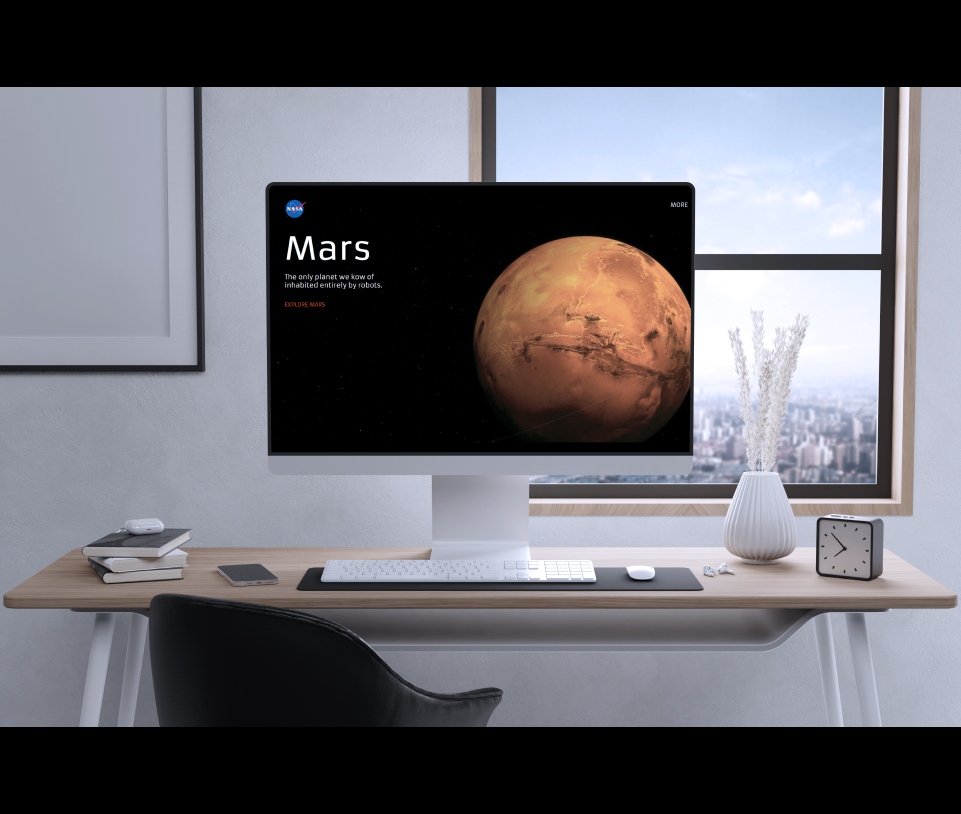 NASA
MORE
Mars
The only planet we kow of
inhabited entirely by robots.
EXPLORE MARS